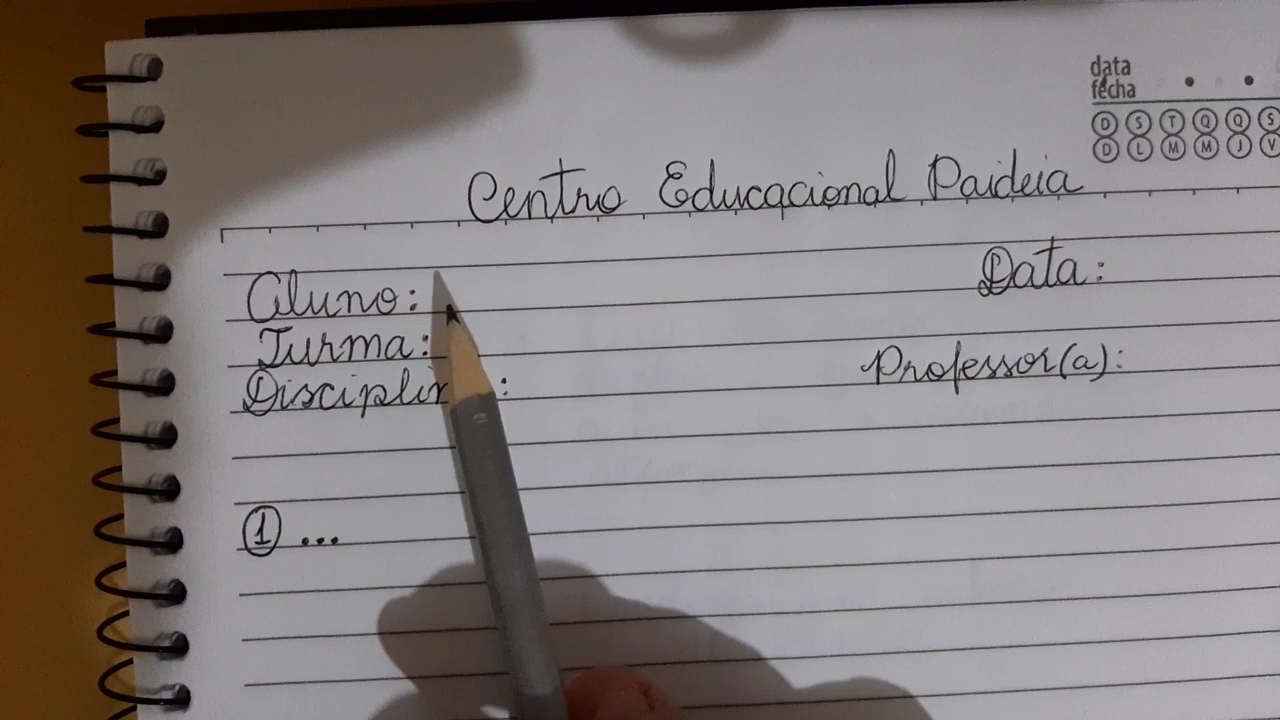 data
fecha
D S T Q Q S
D L M M J V
Centro Educacional Paideia
Aluno: Data:
Turma:
Professor(a):
:
① ...